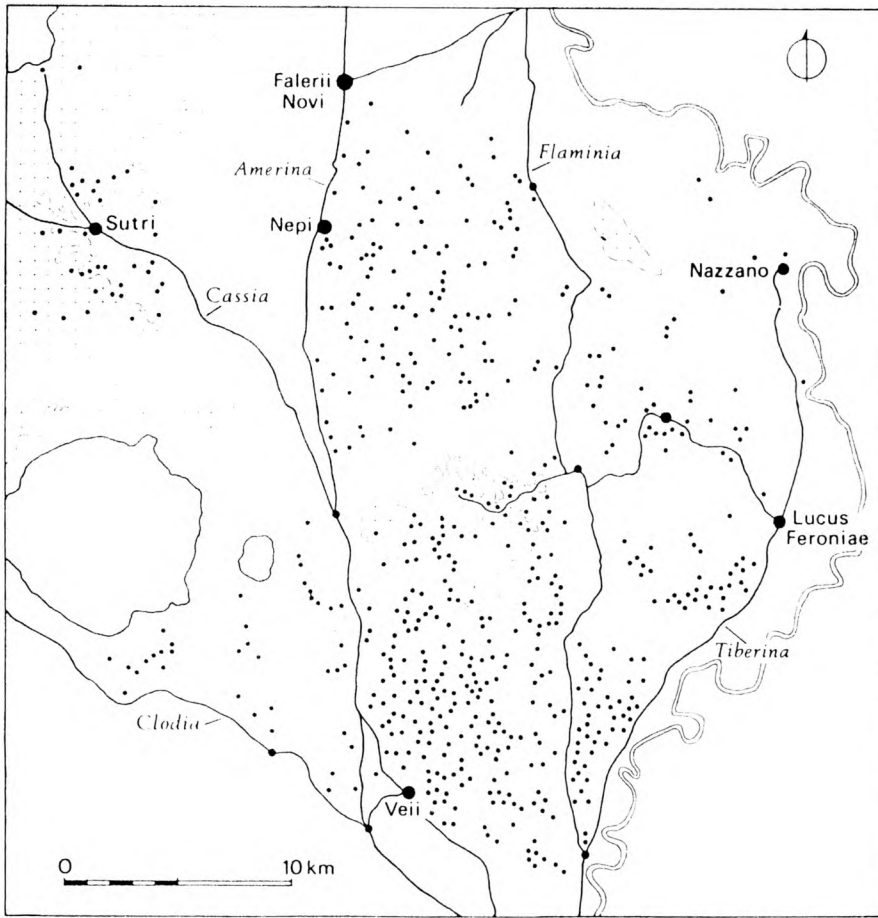 Falerii
Novi
Amerina
Flaminia
Sutri
Nepi
Nazzano
Cassia
Lucus
Feroniae
Tiberina
Clodia
Veii
0 10 km